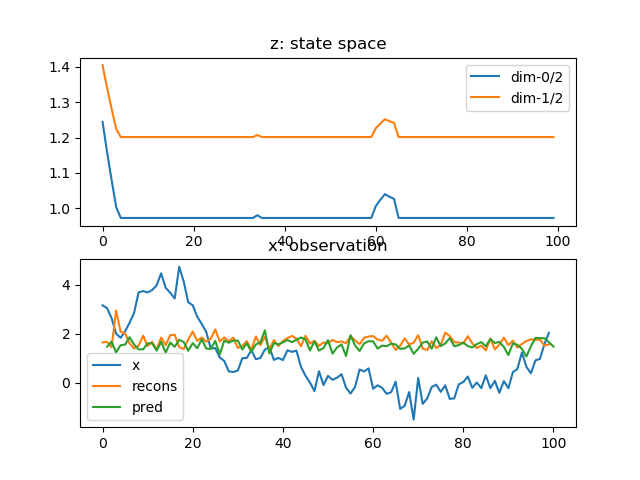 z: state space
1.4
1.3
1.2
1.1
1.0
dim-0/2
dim-1/2
0 20 40 60 80 100
x: observation
4
2
0
x
recons
pred
0 20 40 60 80 100